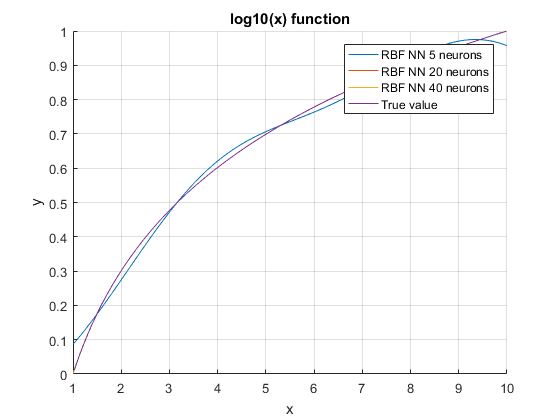 log10(x) function
1
0.9
0.8
0.7
0.6
0.5
0.4
0.3
0.2
0.1
0
y
RBF NN 5 neurons
RBF NN 20 neurons
RBF NN 40 neurons
True value
1 2 3 4 5 6 7 8 9 10
x